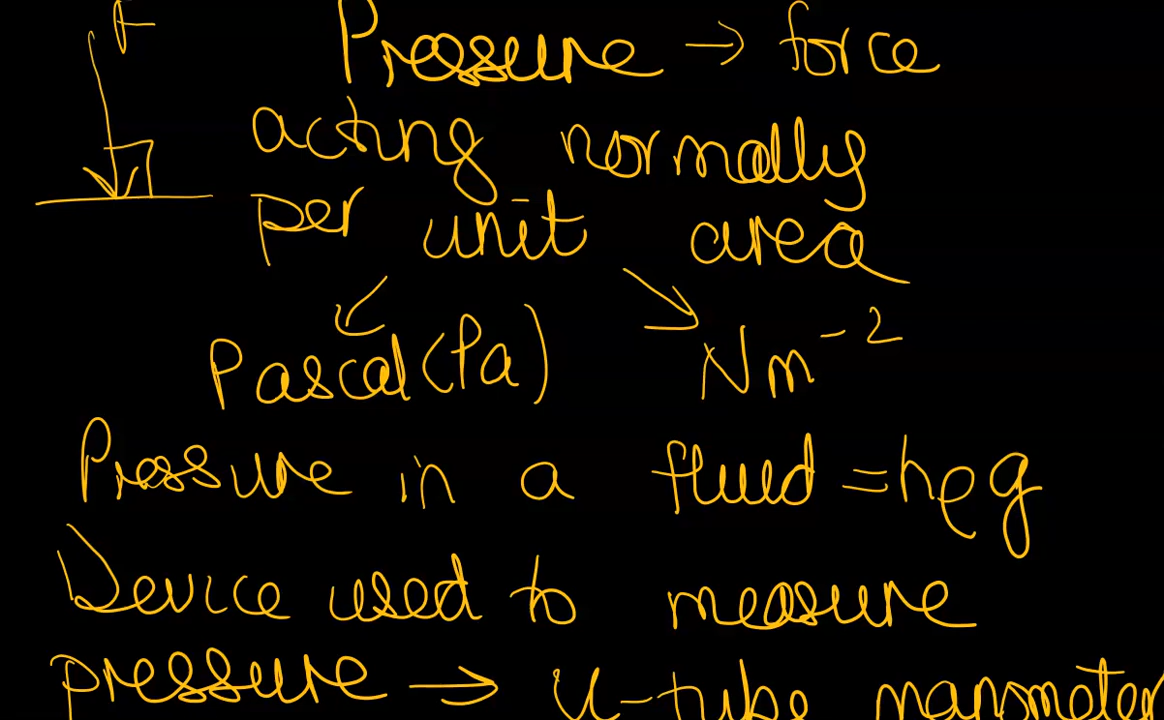 F
Pressure → force
acting normally
per unit area
Pascal (Pa) Nm⁻²
Pressure in a fluid = hρg
Device used to measure
pressure → U-tube manometer